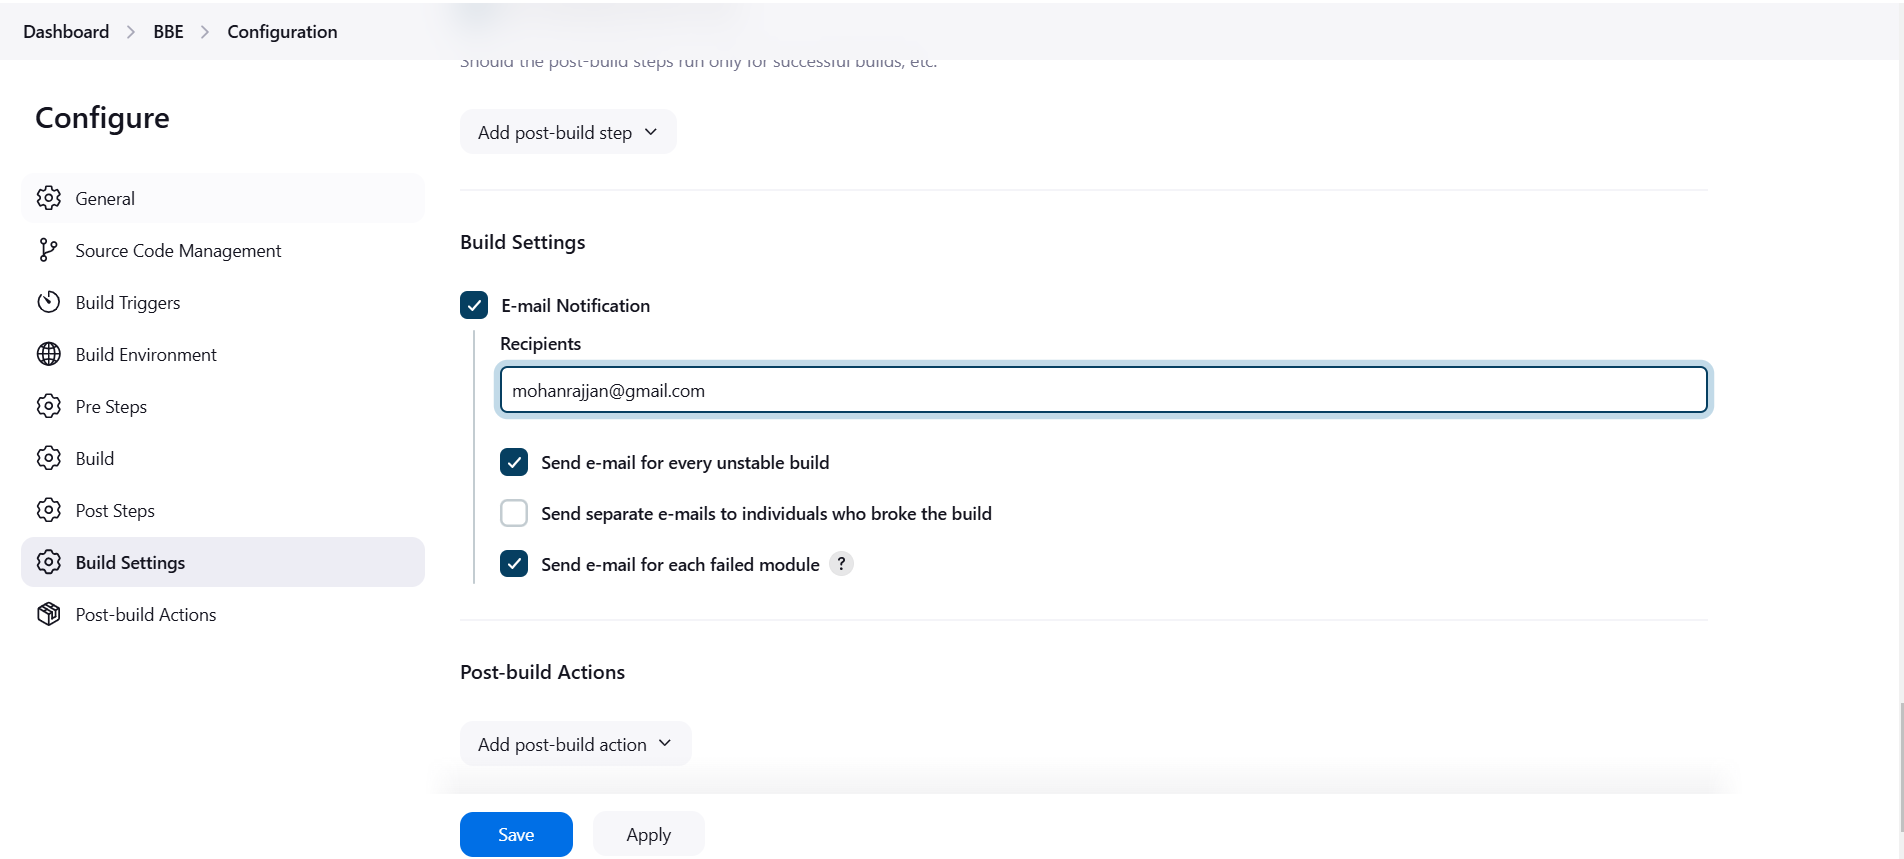 Dashboard > BBE > Configuration
Should the post-build steps run only for successful builds, etc.
Configure
Add post-build step
General
Source Code Management
Build Triggers
Build Environment
Pre Steps
Build
Post Steps
Build Settings
Post-build Actions
Build Settings
E-mail Notification
Recipients
mohanrajjan@gmail.com
Send e-mail for every unstable build
Send separate e-mails to individuals who broke the build
Send e-mail for each failed module ?
Post-build Actions
Add post-build action
Save
Apply